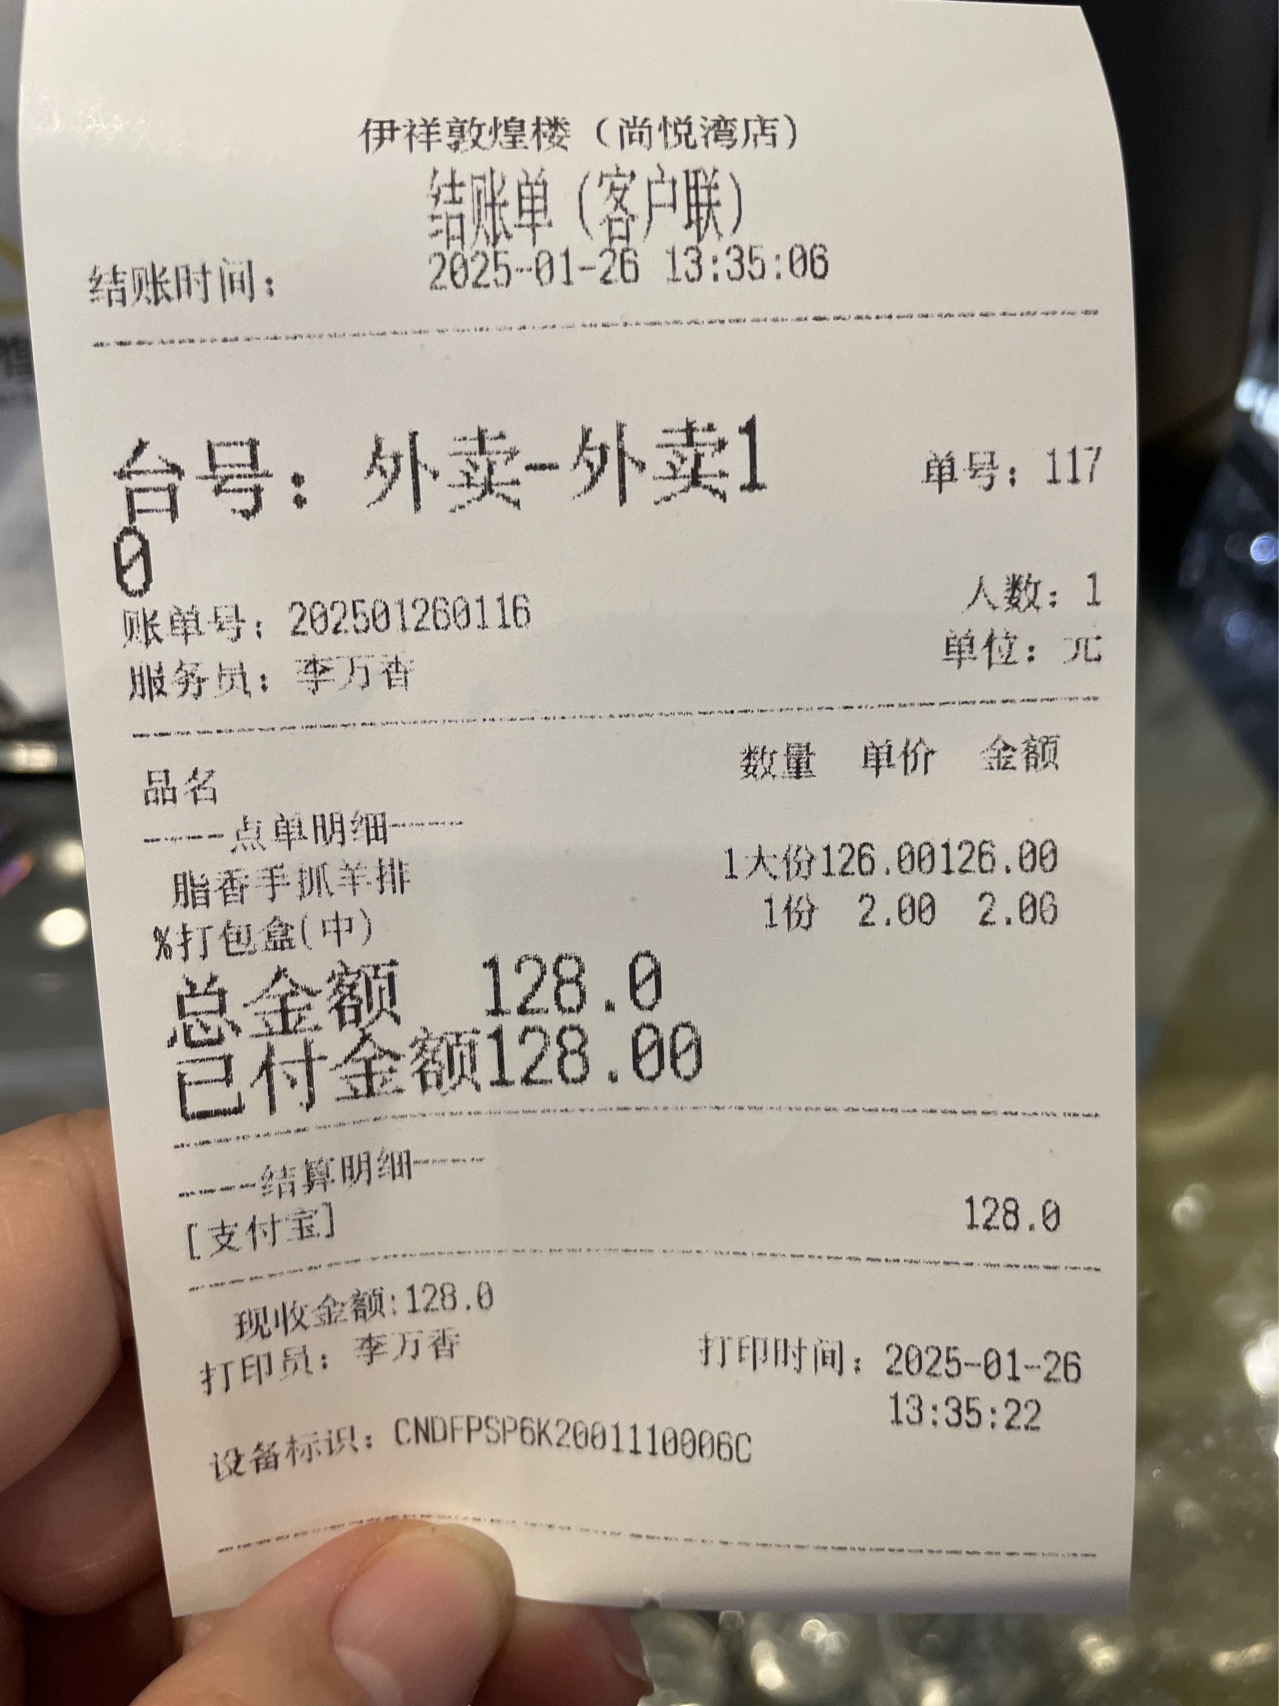 伊祥敦煌楼（尚悦湾店）
结账单（客户联）
结账时间： 2025-01-26 13:35:06
台号：外卖-外卖1 单号：117
0
账单号：202501260116 人数：1
服务员：李万香 单位：元
品名 数量 单价 金额
----点单明细----
脂香手抓羊排 1大份126.00126.00
%打包盒(中) 1份 2.00 2.00
总金额 128.0
已付金额128.00
----结算明细----
[支付宝] 128.0
现收金额:128.0
打印员：李万香 打印时间：2025-01-26
13:35:22
设备标识：CNDFPSP6K2001110006C